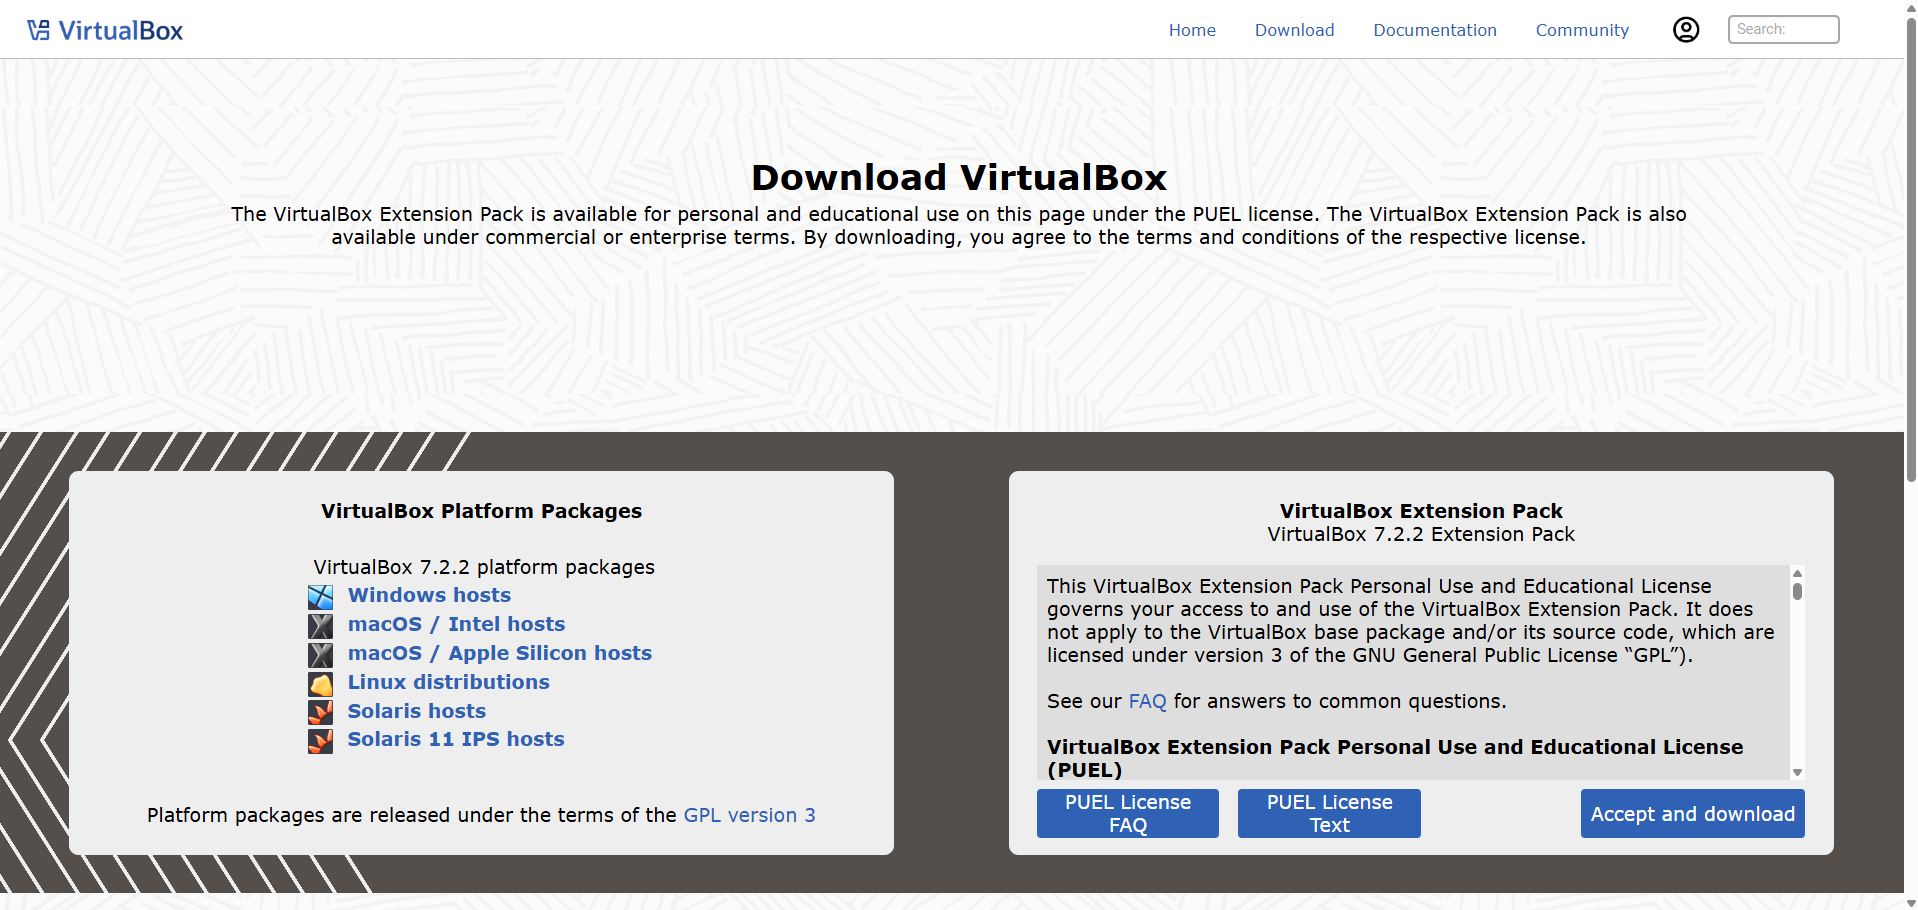 VirtualBox
Home Download Documentation Community Search:
Download VirtualBox
The VirtualBox Extension Pack is available for personal and educational use on this page under the PUEL license. The VirtualBox Extension Pack is also
available under commercial or enterprise terms. By downloading, you agree to the terms and conditions of the respective license.
VirtualBox Platform Packages
VirtualBox 7.2.2 platform packages
Windows hosts
macOS / Intel hosts
macOS / Apple Silicon hosts
Linux distributions
Solaris hosts
Solaris 11 IPS hosts
Platform packages are released under the terms of the GPL version 3
VirtualBox Extension Pack
VirtualBox 7.2.2 Extension Pack
This VirtualBox Extension Pack Personal Use and Educational License
governs your access to and use of the VirtualBox Extension Pack. It does
not apply to the VirtualBox base package and/or its source code, which are
licensed under version 3 of the GNU General Public License “GPL”).
See our FAQ for answers to common questions.
VirtualBox Extension Pack Personal Use and Educational License
(PUEL)
PUEL License
FAQ
PUEL License
Text
Accept and download